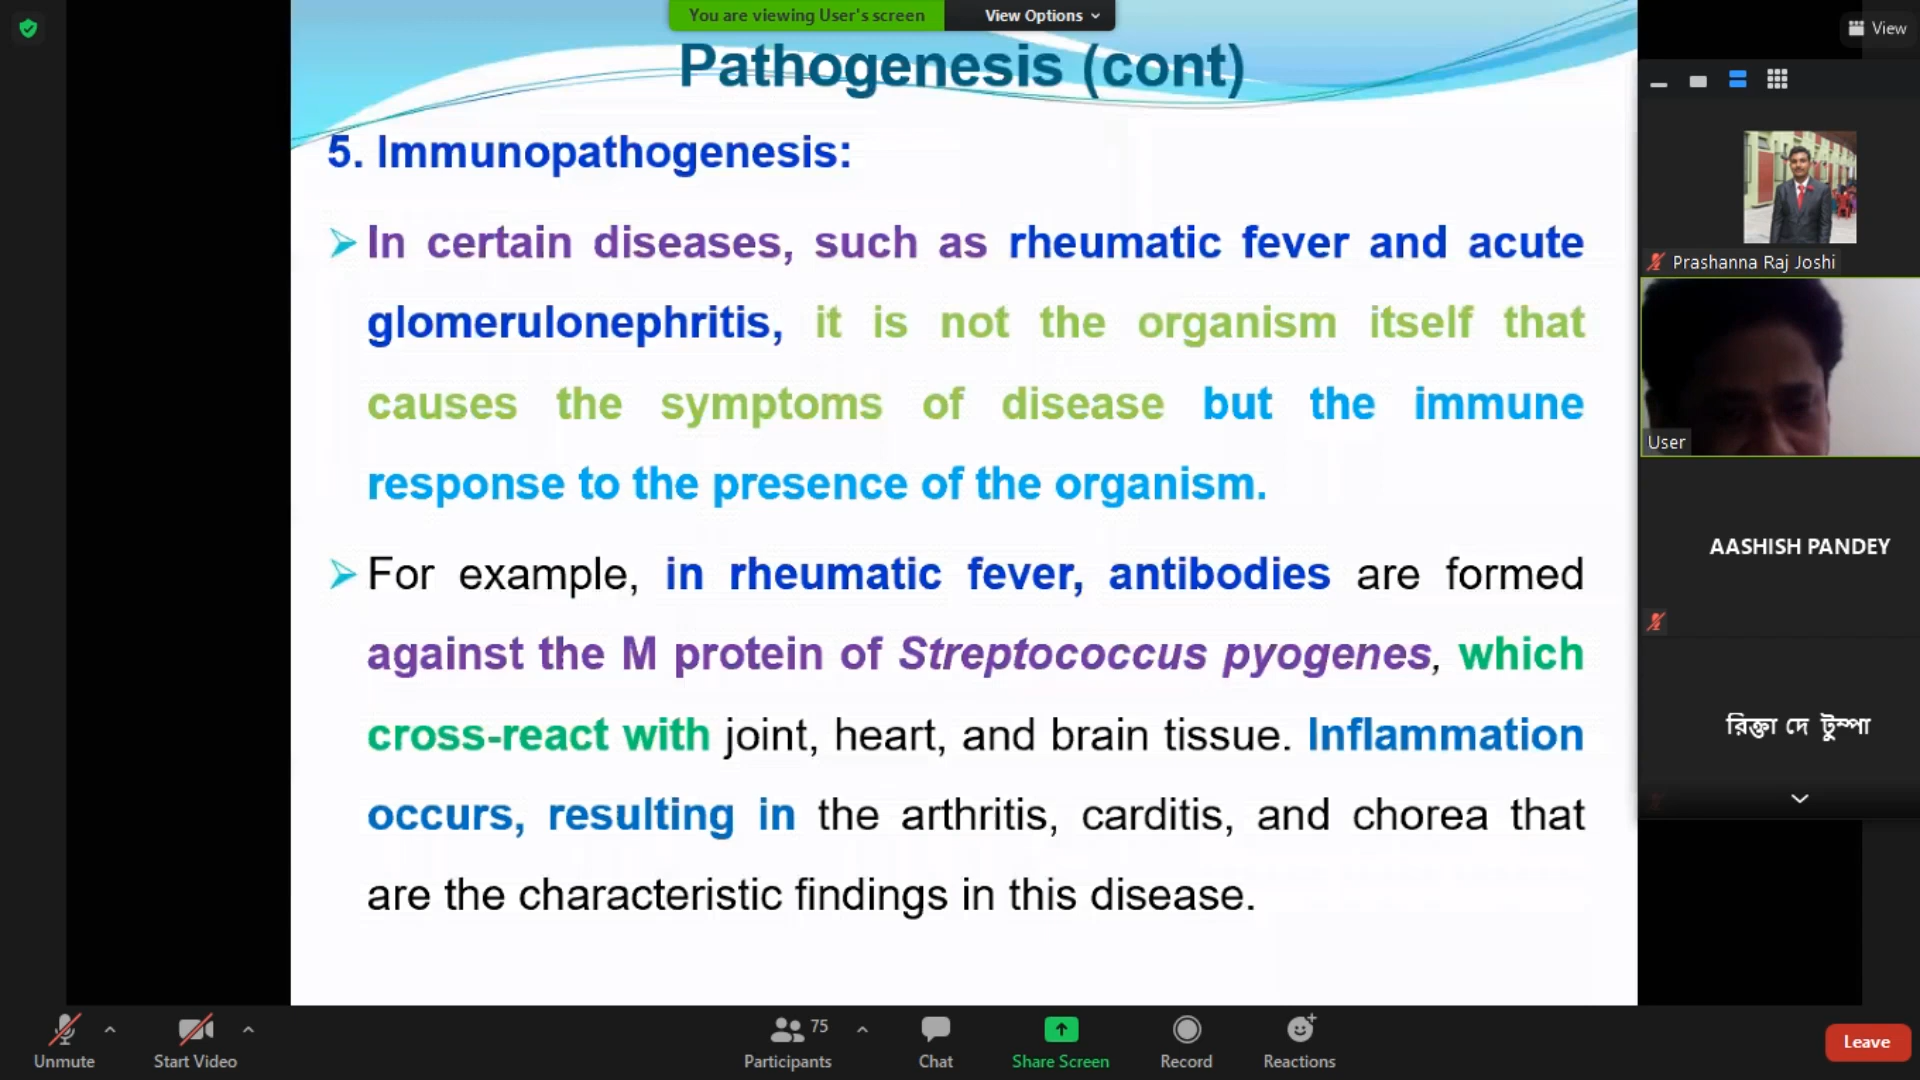 You are viewing User's screen
View Options
View
Pathogenesis (cont)
5. Immunopathogenesis:
In certain diseases, such as rheumatic fever and acute
glomerulonephritis, it is not the organism itself that
causes the symptoms of disease but the immune
response to the presence of the organism.
For example, in rheumatic fever, antibodies are formed
against the M protein of Streptococcus pyogenes, which
cross-react with joint, heart, and brain tissue. Inflammation
occurs, resulting in the arthritis, carditis, and chorea that
are the characteristic findings in this disease.
Prashanna Raj Joshi
User
AASHISH PANDEY
রিক্তা দে টুম্পা
Unmute
Start Video
75
Participants
Chat
Share Screen
Record
Reactions
Leave